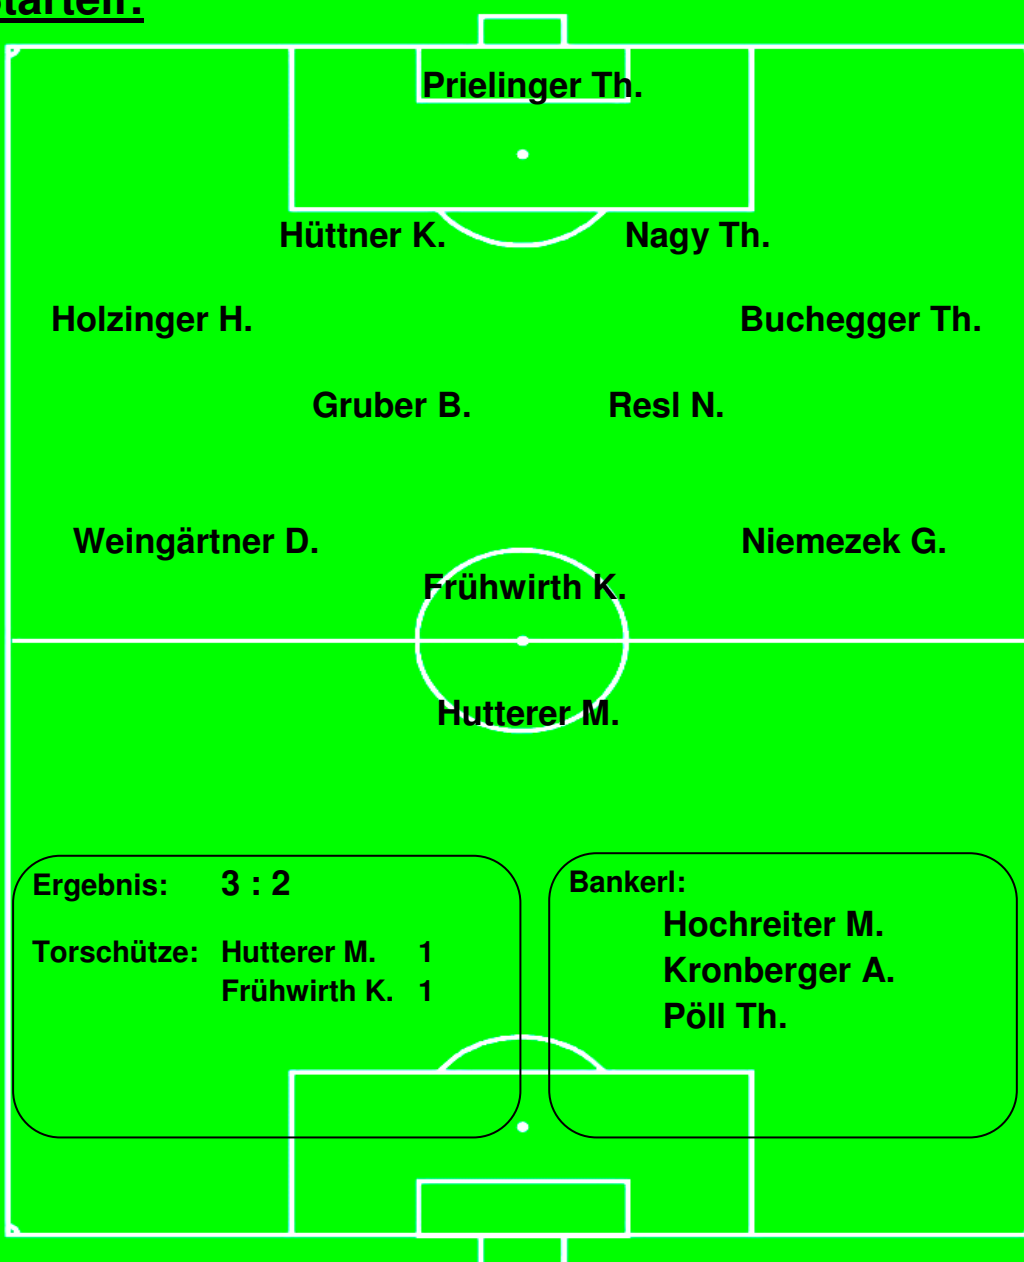 Prielinger Th.
Hüttner K. Nagy Th.
Holzinger H. Buchegger Th.
Gruber B. Resl N.
Weingärtner D. Niemezek G.
Frühwirth K.
Hutterer M.
Ergebnis: 3 : 2
Torschütze: Hutterer M. 1
Frühwirth K. 1
Bankerl:
Hochreiter M.
Kronberger A.
Pöll Th.